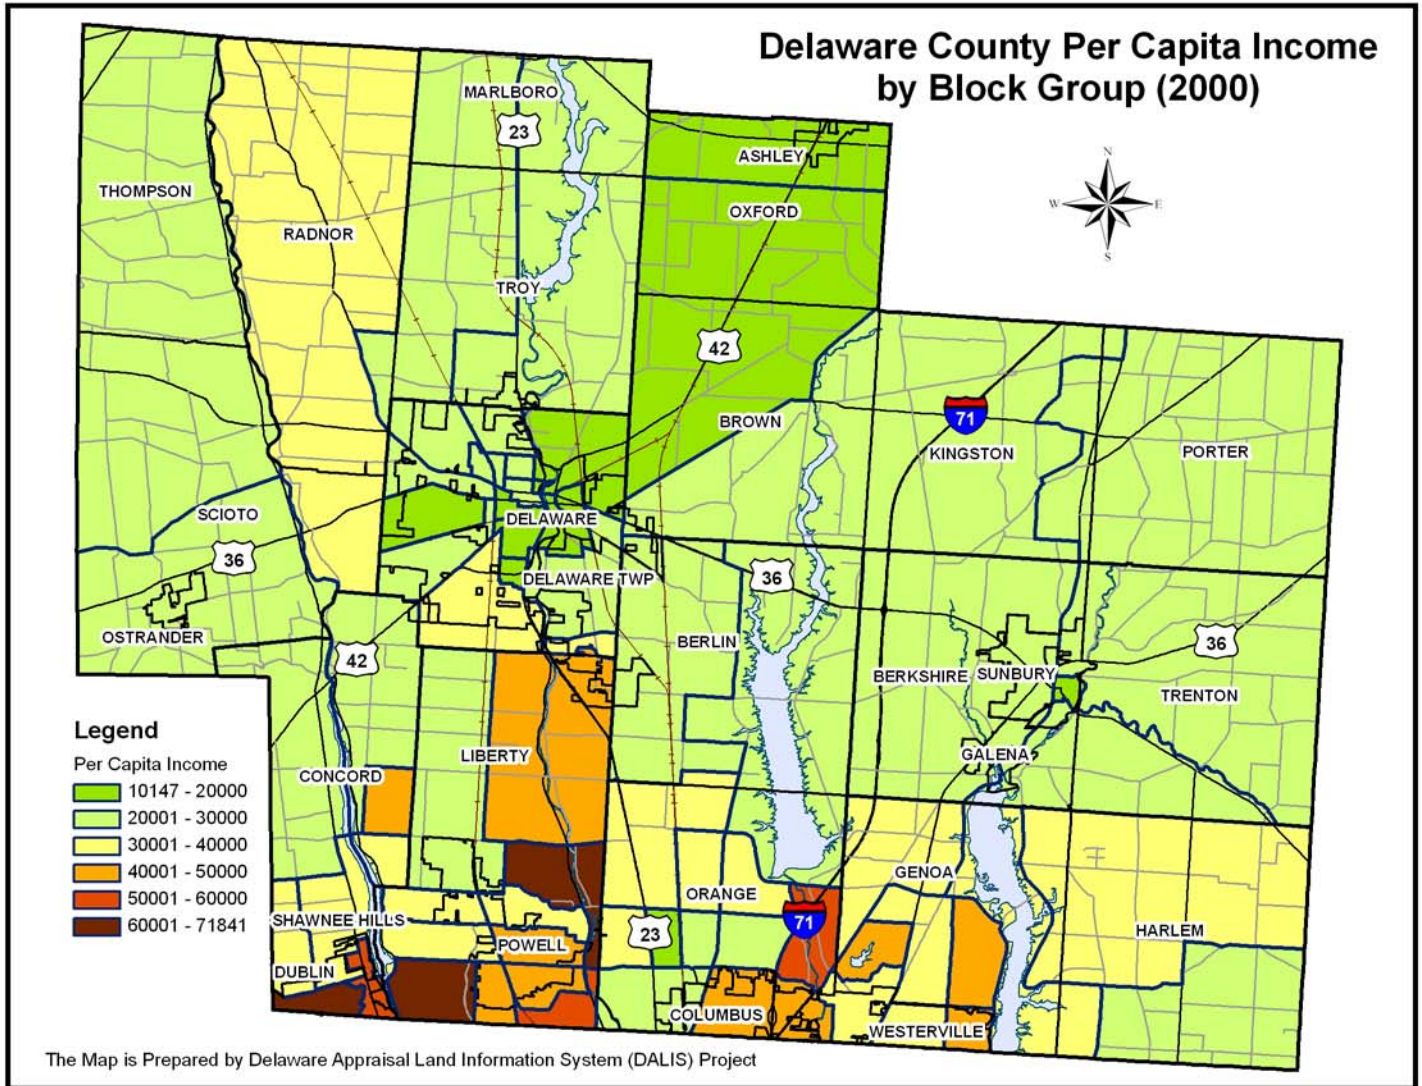 Delaware County Per Capita Income
by Block Group (2000)
MARLBORO
23
ASHLEY
N
THOMPSON
W
E
OXFORD
RADNOR
S
TROY
42
71
BROWN
KINGSTON
PORTER
SCIOTO
DELAWARE
36
DELAWARE TWP
36
OSTRANDER
42
BERLIN
36
BERKSHIRE
SUNBURY
TRENTON
Legend
LIBERTY
GALENA
Per Capita Income
CONCORD
10147 - 20000
20001 - 30000
30001 - 40000
40001 - 50000
50001 - 60000
60001 - 71841
GENOA
ORANGE
SHAWNEE HILLS
71
HARLEM
POWELL
23
DUBLIN
COLUMBUS
WESTERVILLE
The Map is Prepared by Delaware Appraisal Land Information System (DALIS) Project